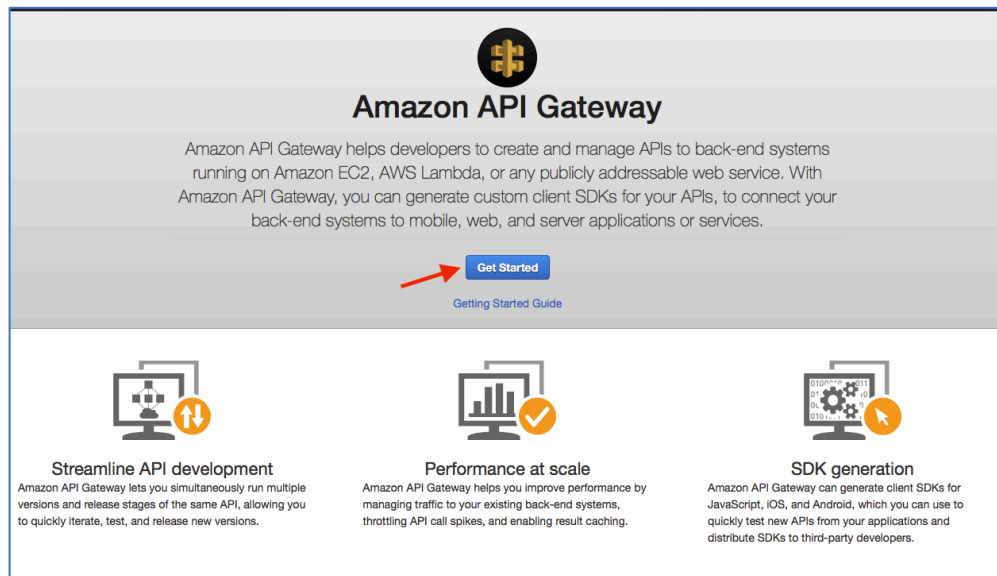 Amazon API Gateway
Amazon API Gateway helps developers to create and manage APIs to back-end systems
running on Amazon EC2, AWS Lambda, or any publicly addressable web service. With
Amazon API Gateway, you can generate custom client SDKs for your APIs, to connect your
back-end systems to mobile, web, and server applications or services.
Get Started
Getting Started Guide
Streamline API development
Amazon API Gateway lets you simultaneously run multiple
versions and release stages of the same API, allowing you
to quickly iterate, test, and release new versions.
Performance at scale
Amazon API Gateway helps you improve performance by
managing traffic to your existing back-end systems,
throttling API call spikes, and enabling result caching.
SDK generation
Amazon API Gateway can generate client SDKs for
JavaScript, iOS, and Android, which you can use to
quickly test new APIs from your applications and
distribute SDKs to third-party developers.